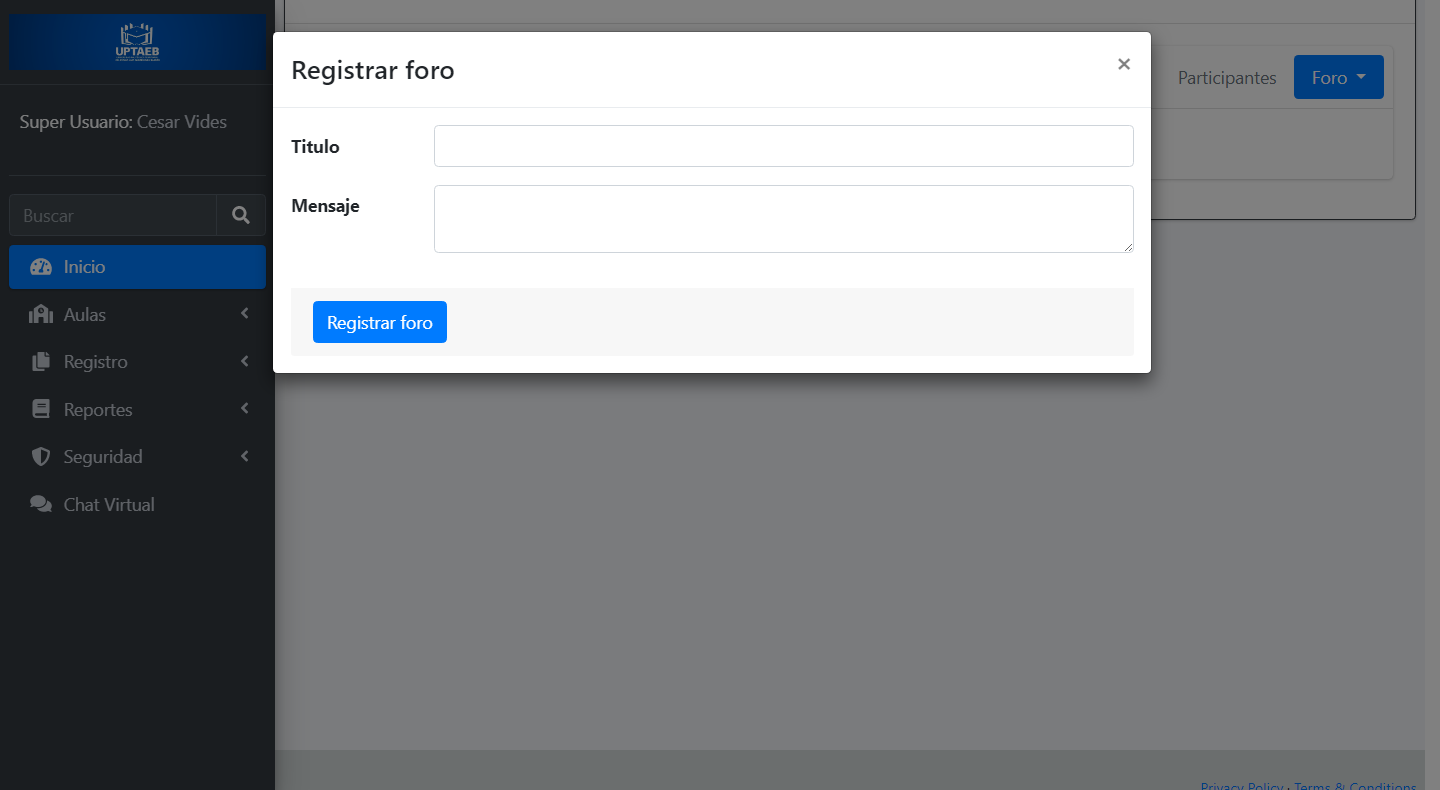 UPTAEB
Super Usuario: Cesar Vides
Buscar
Inicio
Aulas
Registro
Reportes
Seguridad
Chat Virtual
Participantes
Foro
Registrar foro
×
Titulo
Mensaje
Registrar foro
Privacy Policy · Terms & Conditions